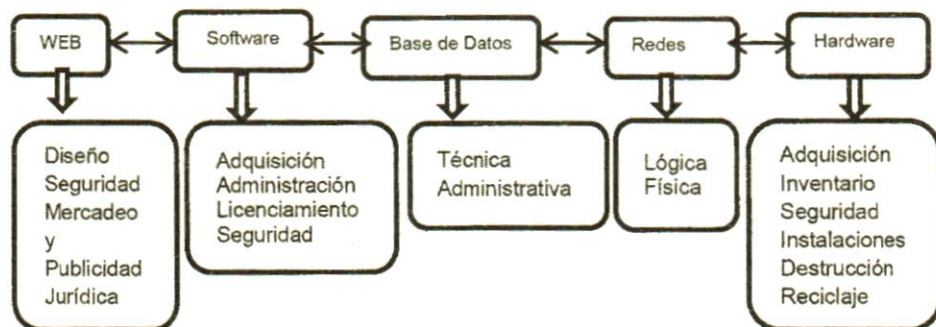 WEB
Software
Base de Datos
Redes
Hardware
Diseño
Seguridad
Mercadeo
y
Publicidad
Jurídica
Adquisición
Administración
Licenciamiento
Seguridad
Técnica
Administrativa
Lógica
Física
Adquisición
Inventario
Seguridad
Instalaciones
Destrucción
Reciclaje